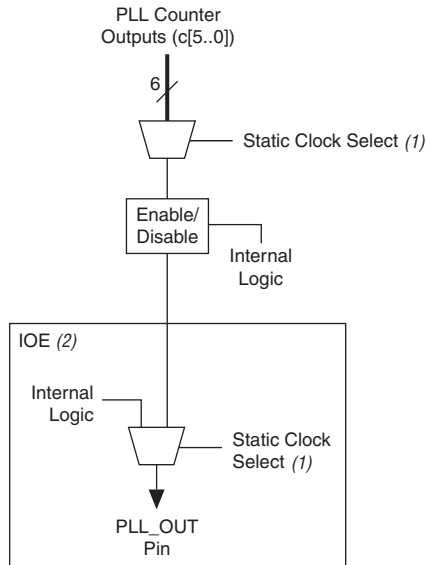 PLL Counter
Outputs (c[5..0])
6
Static Clock Select (1)
Enable/
Disable
Internal
Logic
IOE (2)
Internal
Logic
Static Clock
Select (1)
PLL_OUT
Pin